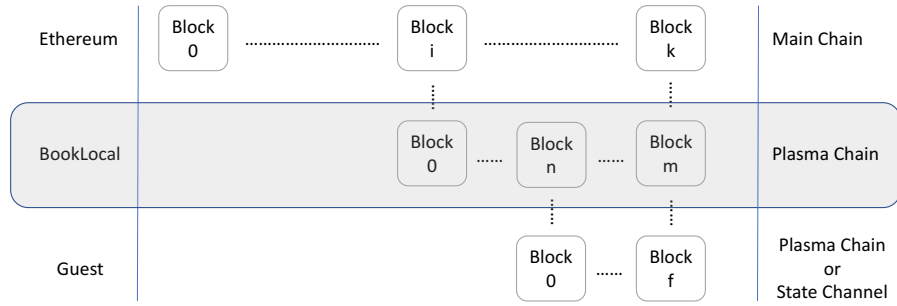 Ethereum
Block
0
Block
i
Block
k
Main Chain
BookLocal
Block
0
Block
n
Block
m
Plasma Chain
Guest
Block
0
Block
f
Plasma Chain
or
State Channel